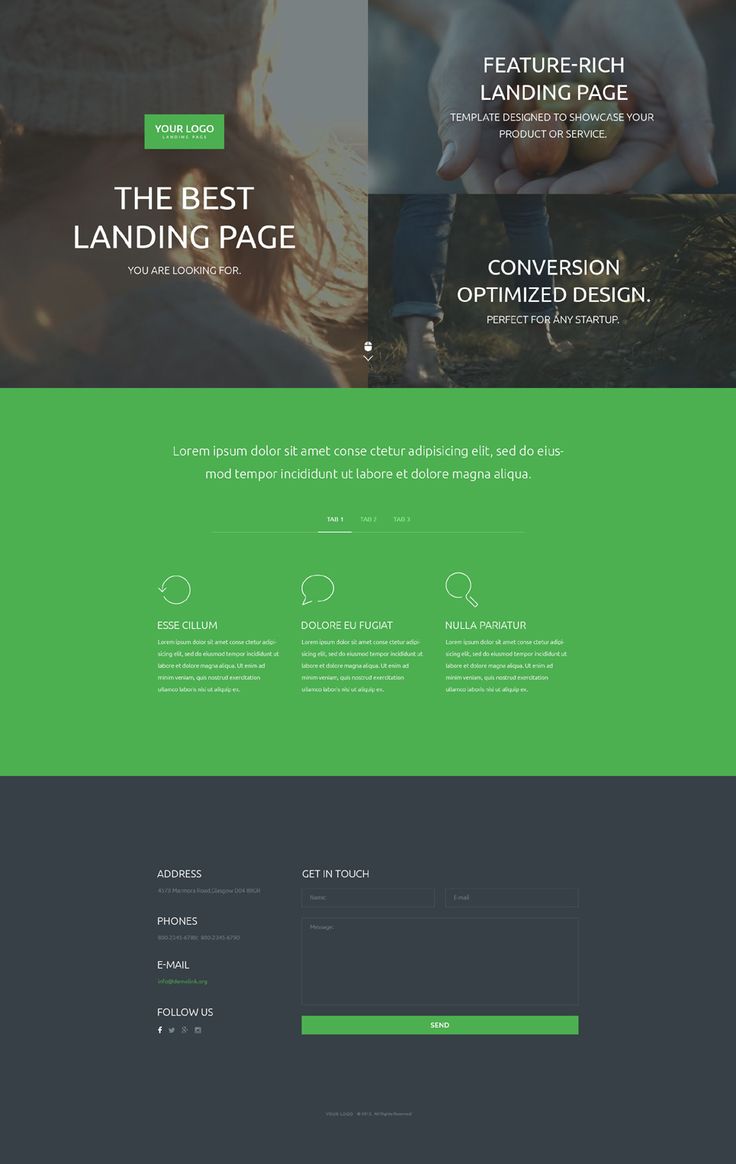 YOUR LOGO
LANDING PAGE
THE BEST
LANDING PAGE
YOU ARE LOOKING FOR.
FEATURE-RICH
LANDING PAGE
TEMPLATE DESIGNED TO SHOWCASE YOUR
PRODUCT OR SERVICE.
CONVERSION
OPTIMIZED DESIGN.
PERFECT FOR ANY STARTUP.
Lorem ipsum dolor sit amet conse ctetur adipisicing elit, sed do eius-
mod tempor incididunt ut labore et dolore magna aliqua.
TAB 1 TAB 2 TAB 3
ESSE CILLUM
Lorem ipsum dolor sit amet conse ctetur adipi-
sicing elit, sed do eiusmod tempor incididunt ut
labore et dolore magna aliqua. Ut enim ad
minim veniam, quis nostrud exercitation
ullamco laboris nisi ut aliquip ex.
DOLORE EU FUGIAT
Lorem ipsum dolor sit amet conse ctetur adipi-
sicing elit, sed do eiusmod tempor incididunt ut
labore et dolore magna aliqua. Ut enim ad
minim veniam, quis nostrud exercitation
ullamco laboris nisi ut aliquip ex.
NULLA PARIATUR
Lorem ipsum dolor sit amet conse ctetur adipi-
sicing elit, sed do eiusmod tempor incididunt ut
labore et dolore magna aliqua. Ut enim ad
minim veniam, quis nostrud exercitation
ullamco laboris nisi ut aliquip ex.
ADDRESS
4578 Marmora Road,Glasgow D04 89GR
PHONES
800-2345-6789; 800-2345-6790
E-MAIL
info@demolink.org
FOLLOW US
GET IN TOUCH
Name: E-mail
Message:
SEND
YOUR LOGO © 2015. All Rights Reserved